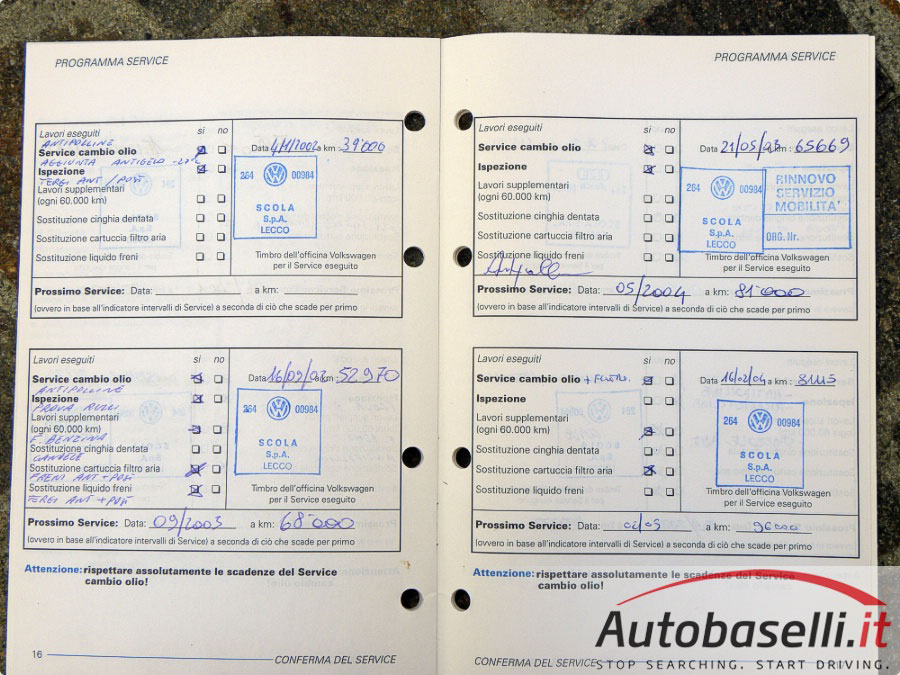 PROGRAMMA SERVICE
Lavori eseguiti si no
ANTIPOLLINE
Service cambio olio
AGGIUNTA ANTIGELO
Ispezione
TERGI ANT / POST
Lavori supplementari
(ogni 60.000 km)
Sostituzione cinghia dentata
Sostituzione cartuccia filtro aria
Sostituzione liquido freni
Data 4/1/2002 a km : 39000
264 00984
SCOLA
S.p.A.
LECCO
Timbro dell'officina Volkswagen
per il Service eseguito
Prossimo Service: Data: a km:
(ovvero in base all'indicatore intervalli di Service) a seconda di ciò che scade per primo
Lavori eseguiti si no
Service cambio olio
ANTIPOLLINE
Ispezione
PROVA
Lavori supplementari
(ogni 60.000 km)
F. BENZINA
Sostituzione cinghia dentata
CANDELE
Sostituzione cartuccia filtro aria
FRENI ANT + POST
Sostituzione liquido freni
TERGI ANT + POST
Data 16/09/02 a km : 52970
264 00984
SCOLA
S.p.A.
LECCO
Timbro dell'officina Volkswagen
per il Service eseguito
Prossimo Service: Data: 09/2003 a km: 68000
(ovvero in base all'indicatore intervalli di Service) a seconda di ciò che scade per primo
Attenzione: rispettare assolutamente le scadenze del Service
cambio olio!
16
CONFERMA DEL SERVICE
PROGRAMMA SERVICE
Lavori eseguiti si no
Service cambio olio
Ispezione
Lavori supplementari
(ogni 60.000 km)
Sostituzione cinghia dentata
Sostituzione cartuccia filtro aria
Sostituzione liquido freni
Data 21/05/03 a km : 65669
264 00984
SCOLA
S.p.A.
LECCO
RINNOVO
SERVIZIO
MOBILITA'
ORG. Nr.
Timbro dell'officina Volkswagen
per il Service eseguito
Prossimo Service: Data: 05/2004 a km: 81000
(ovvero in base all'indicatore intervalli di Service) a seconda di ciò che scade per primo
Lavori eseguiti si no
Service cambio olio
Ispezione
Lavori supplementari
(ogni 60.000 km)
Sostituzione cinghia dentata
Sostituzione cartuccia filtro aria
Sostituzione liquido freni
Data 16/02/04 a km :
264 00984
SCOLA
S.p.A.
LECCO
Timbro dell'officina Volkswagen
per il Service eseguito
Prossimo Service: Data: 02/05 a km: 96000
(ovvero in base all'indicatore intervalli di Service) a seconda di ciò che scade per primo
Attenzione: rispettare assolutamente le scadenze del Service
cambio olio!
CONFERMA DEL SERVICE
Autobaselli.it
STOP SEARCHING. START DRIVING.